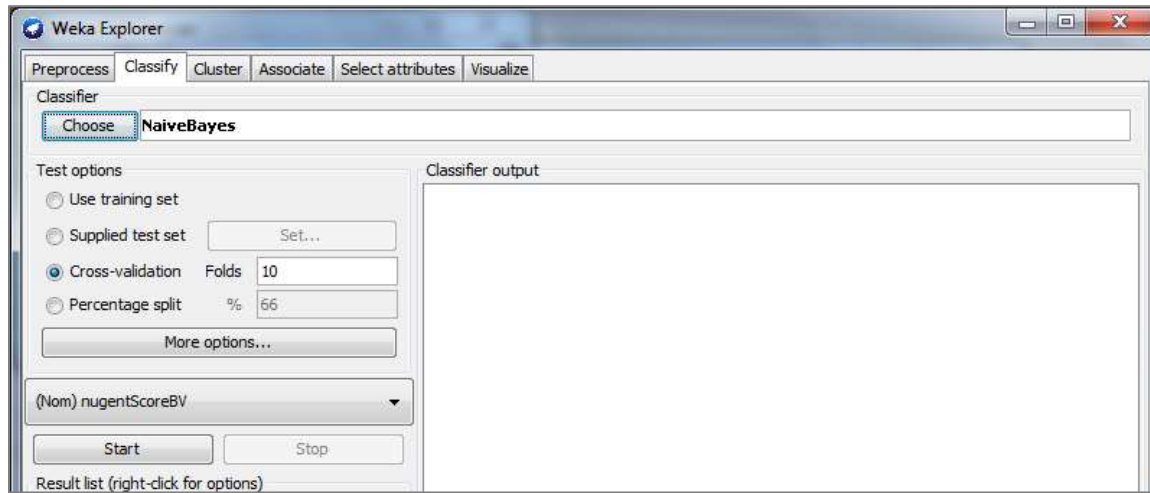 Weka Explorer
Preprocess Classify Cluster Associate Select attributes Visualize
Classifier
Choose NaiveBayes
Test options
Use training set
Supplied test set Set...
Cross-validation Folds 10
Percentage split % 66
More options...
(Nom) nugentScoreBV
Start Stop
Result list (right-click for options)
Classifier output